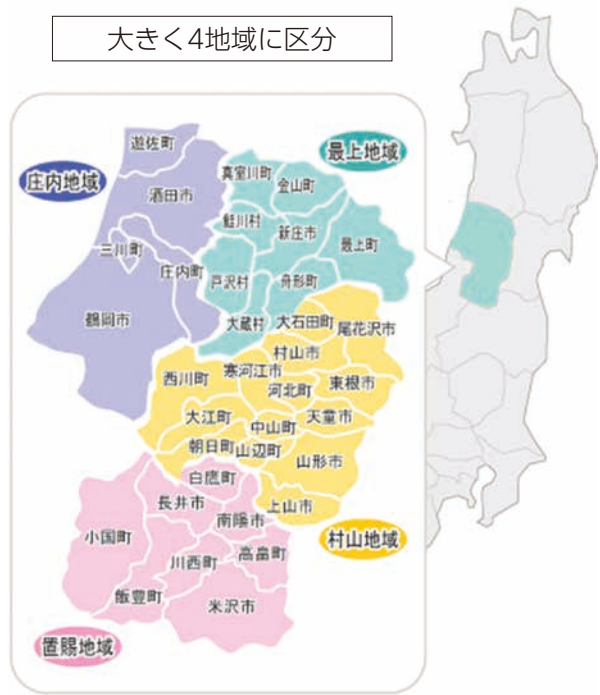 大きく4地域に区分
庄内地域
遊佐町
酒田市
三川町
庄内町
鶴岡市
最上地域
真室川町
金山町
鮭川村
新庄市
最上町
戸沢村
舟形町
大蔵村
大石田町
尾花沢市
村山市
西川町
寒河江市
河北町
東根市
大江町
中山町
天童市
朝日町
山辺町
山形市
上山市
村山地域
白鷹町
長井市
南陽市
小国町
川西町
高畠町
飯豊町
米沢市
置賜地域